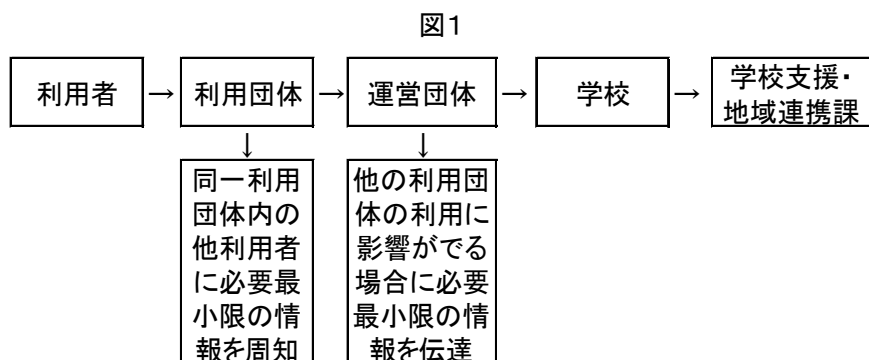 図1
利用者 → 利用団体 → 運営団体 → 学校 → 学校支援・
地域連携課
↓ ↓
同一利用
団体内の
他利用者
に必要最
小限の情
報を周知
他の利用団
体の利用に
影響がでる
場合に必要
最小限の情
報を伝達